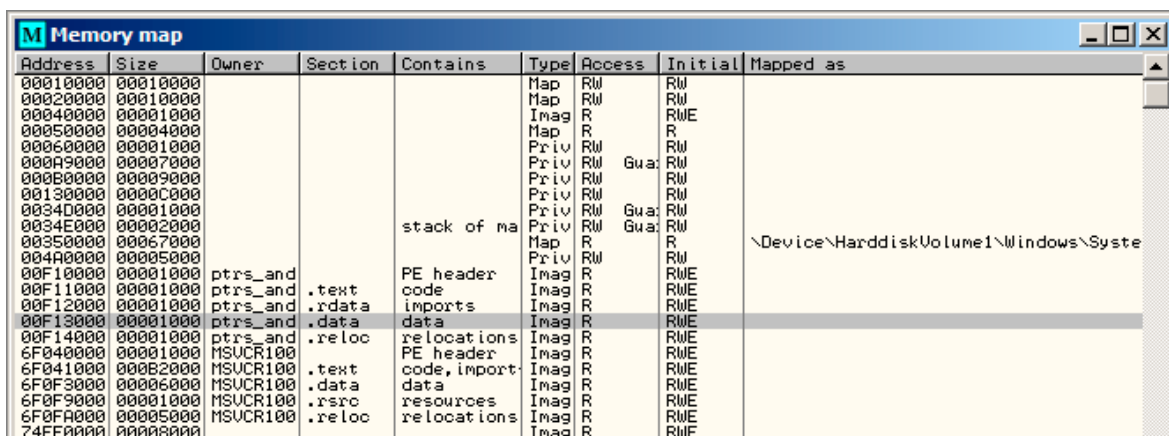 M Memory map
Address Size Owner Section Contains Type Access Initial Mapped as
00010000 00010000 Map RW RW
00020000 00010000 Map RW RW
00040000 00001000 Imag R RWE
00050000 00004000 Map R R
00060000 00001000 Priv RW RW
000A9000 00007000 Priv RW Gua: RW
000B0000 00009000 Priv RW RW
00130000 0000C000 Priv RW RW
0034D000 00001000 Priv RW Gua: RW
0034E000 00002000 stack of ma Priv RW Gua: RW
00350000 00067000 Map R R \Device\HarddiskVolume1\Windows\Syste
004A0000 00005000 Priv RW RW
00F10000 00001000 ptrs_and PE header Imag R RWE
00F11000 00001000 ptrs_and .text code Imag R RWE
00F12000 00001000 ptrs_and .rdata imports Imag R RWE
00F13000 00001000 ptrs_and .data data Imag R RWE
00F14000 00001000 ptrs_and .reloc relocations Imag R RWE
6F040000 00001000 MSVCR100 PE header Imag R RWE
6F041000 000B2000 MSVCR100 .text code,import Imag R RWE
6F0F3000 00006000 MSVCR100 .data data Imag R RWE
6F0F9000 00001000 MSVCR100 .rsrc resources Imag R RWE
6F0FA000 00005000 MSVCR100 .reloc relocations Imag R RWE
00008000 Imag R RWE